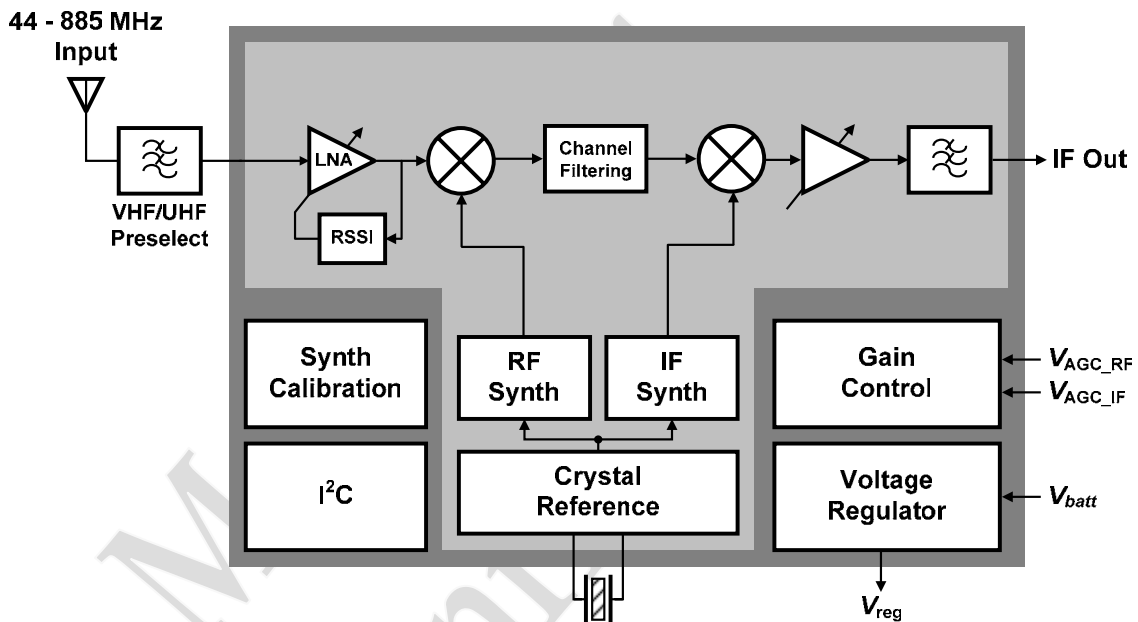 44 - 885 MHz
Input
VHF/UHF
Preselect
LNA
RSSI
Channel
Filtering
IF Out
Synth
Calibration
RF
Synth
IF
Synth
Gain
Control
V_AGC_RF
V_AGC_IF
I²C
Crystal
Reference
Voltage
Regulator
V_batt
V_reg